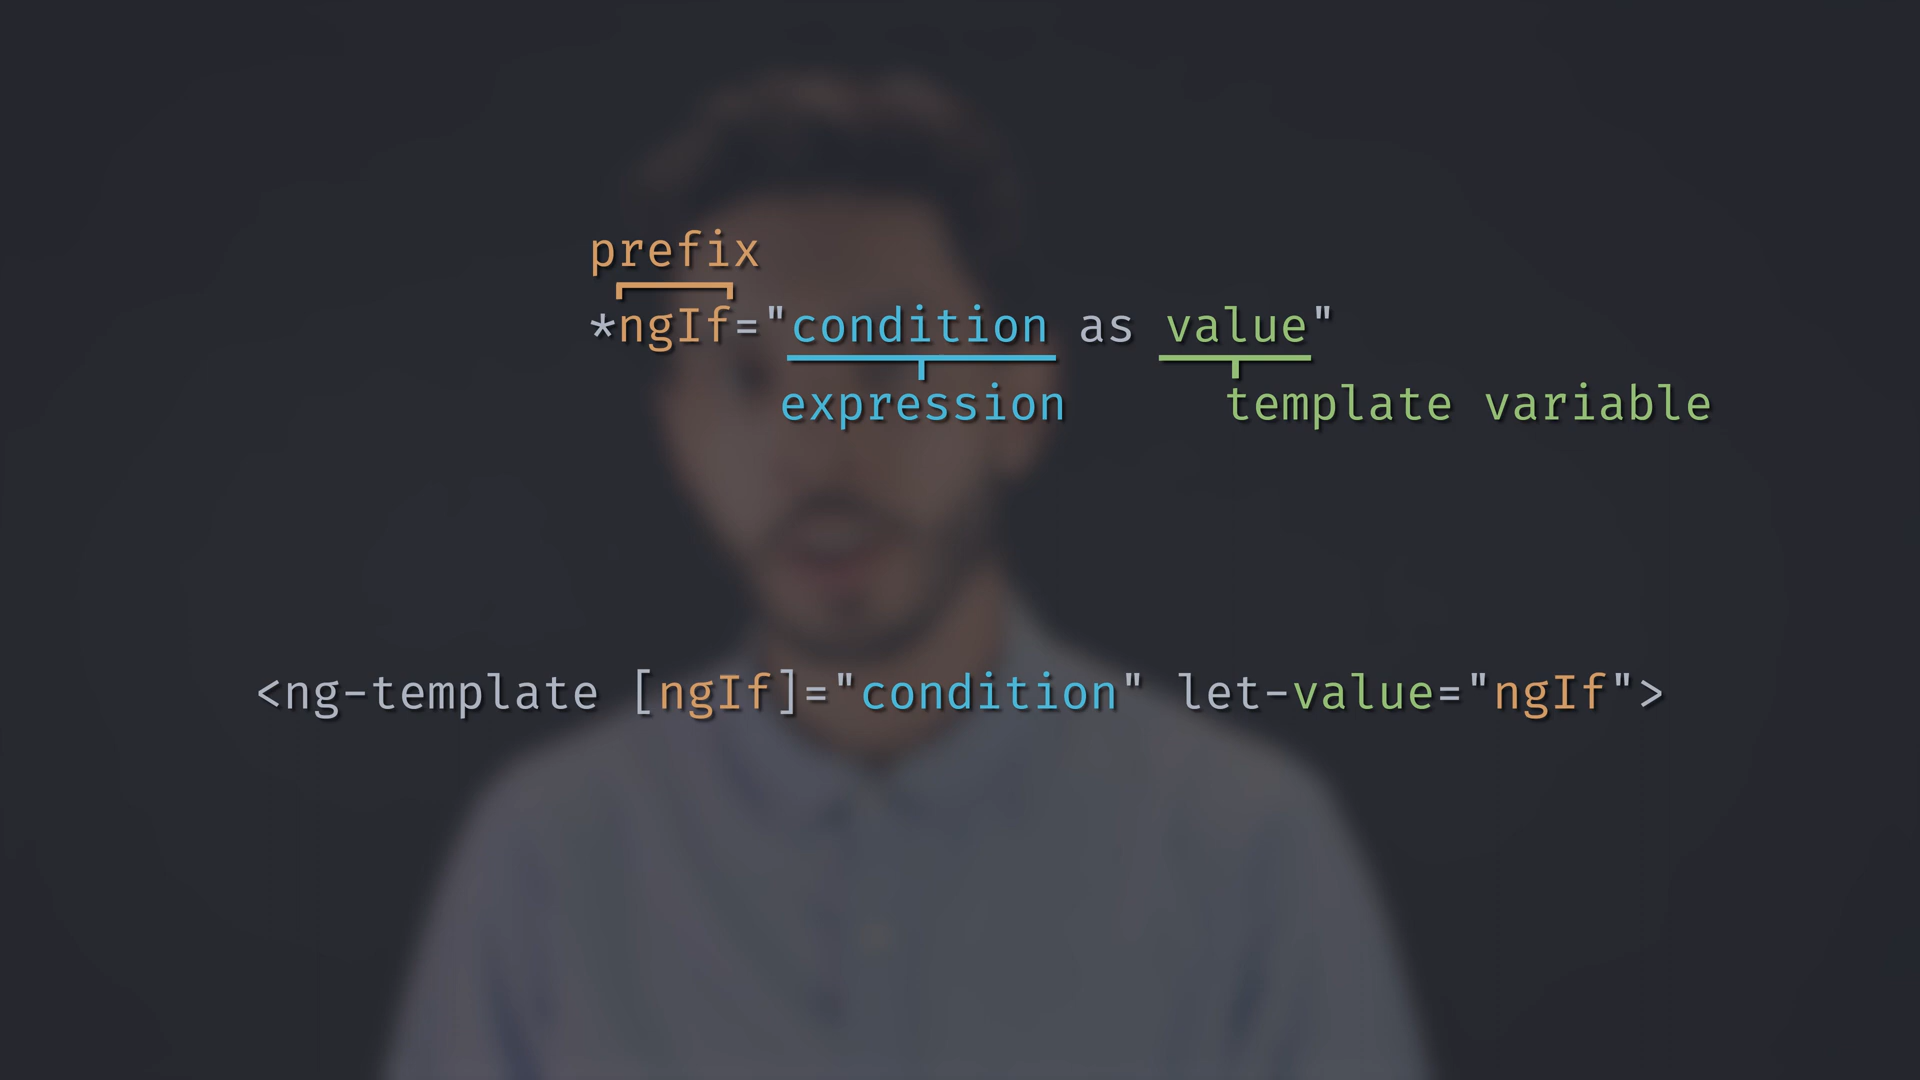 prefix
*ngIf="condition as value"
expression template variable
<ng-template [ngIf]="condition" let-value="ngIf">